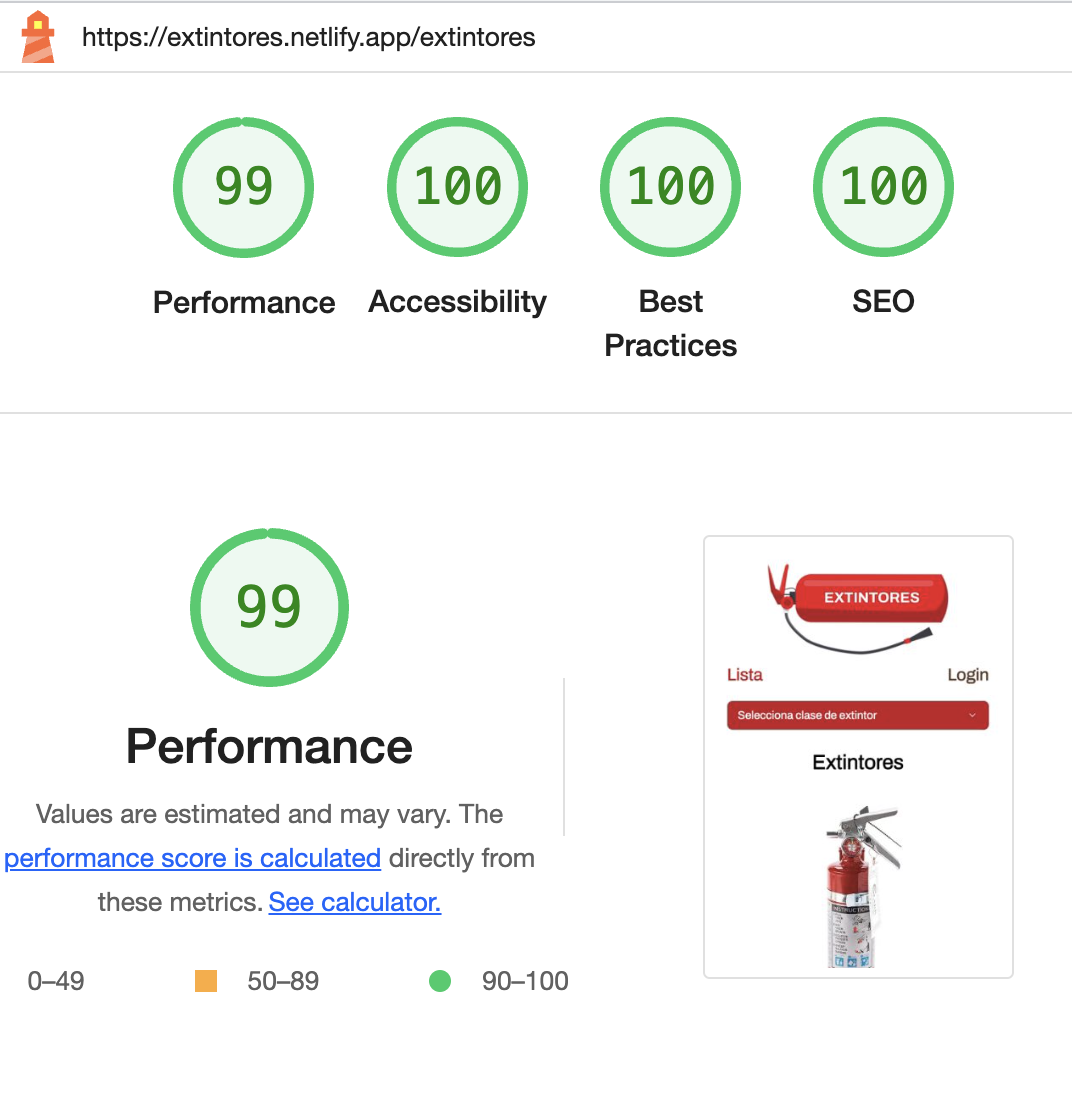 https://extintores.netlify.app/extintores
99
100
100
100
Performance
Accessibility
Best
Practices
SEO
99
Performance
Values are estimated and may vary. The
performance score is calculated directly from
these metrics. See calculator.
0–49
50–89
90–100
EXTINTORES
Lista
Login
Selecciona clase de extintor
Extintores